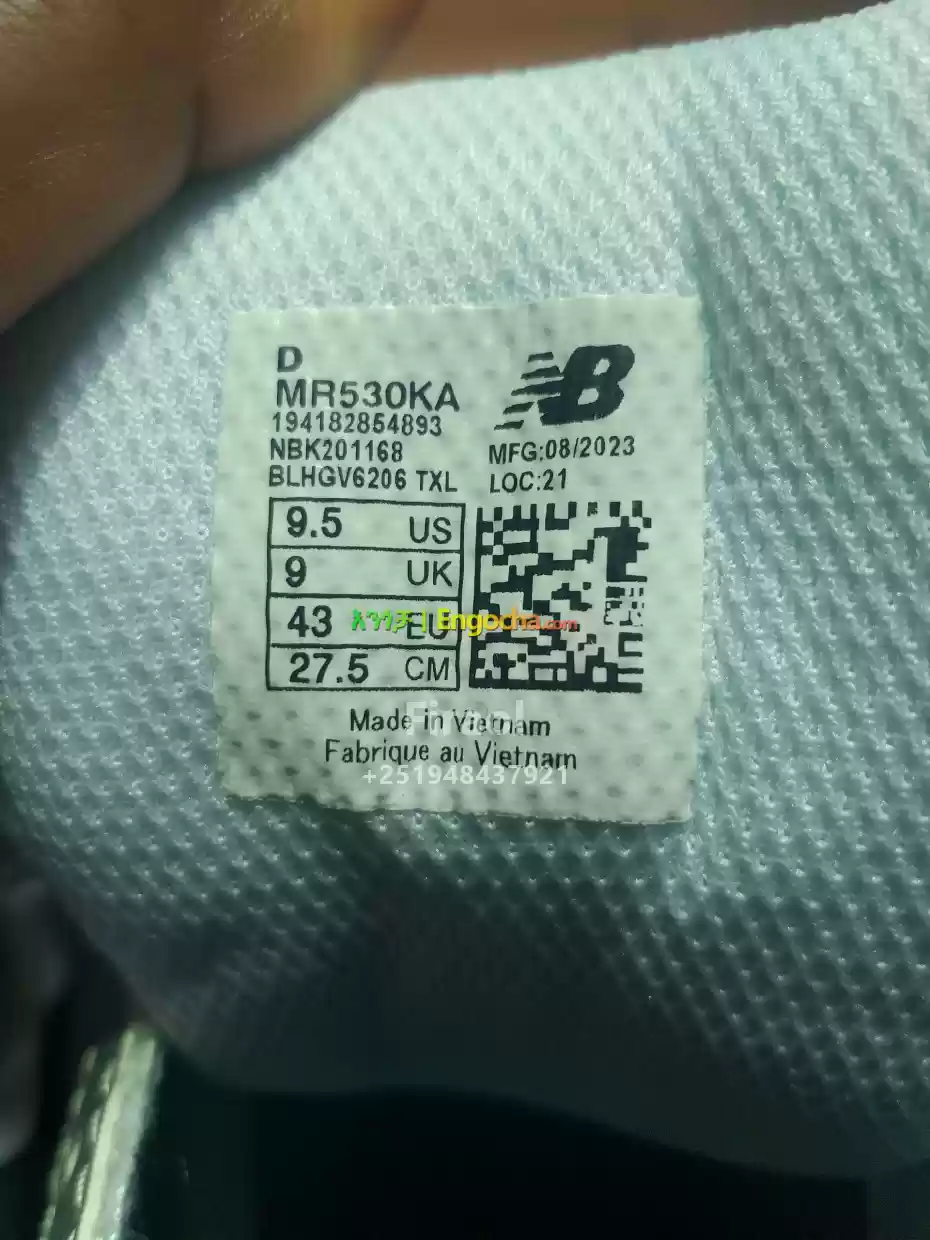 D
MR530KA
194182854893
NBK201168
MFG:08/2023
BLHGV6206 TXL
LOC:21
NB
9.5 US
9 UK
43 EU
27.5 CM
እንጎቻ | Engocha.com
Made in Vietnam
Fabrique au Vietnam
+251948437921